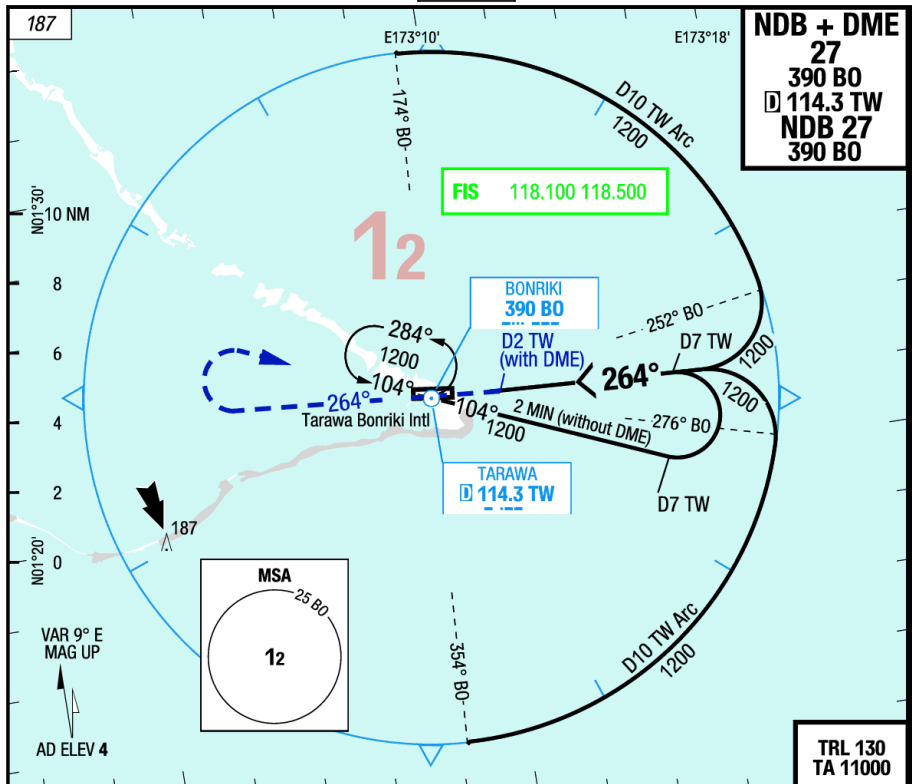 187
E173°10'
E173°18'
NDB + DME
27
390 BO
D 114.3 TW
NDB 27
390 BO
174° BO
D10 TW Arc
1200
FIS 118.100 118.500
N01°30'
10 NM
12
8
BONRIKI
390 BO
252° BO
D2 TW
(with DME)
D7 TW
284°
1200
104°
6
264°
1200
1200
264°
Tarawa Bonriki Intl
104°
1200
2 MIN (without DME)
276° BO
4
TARAWA
D 114.3 TW
D7 TW
2
187
N01°20'
0
MSA
25 BO
12
354° BO
D10 TW Arc
1200
VAR 9° E
MAG UP
AD ELEV 4
TRL 130
TA 11000